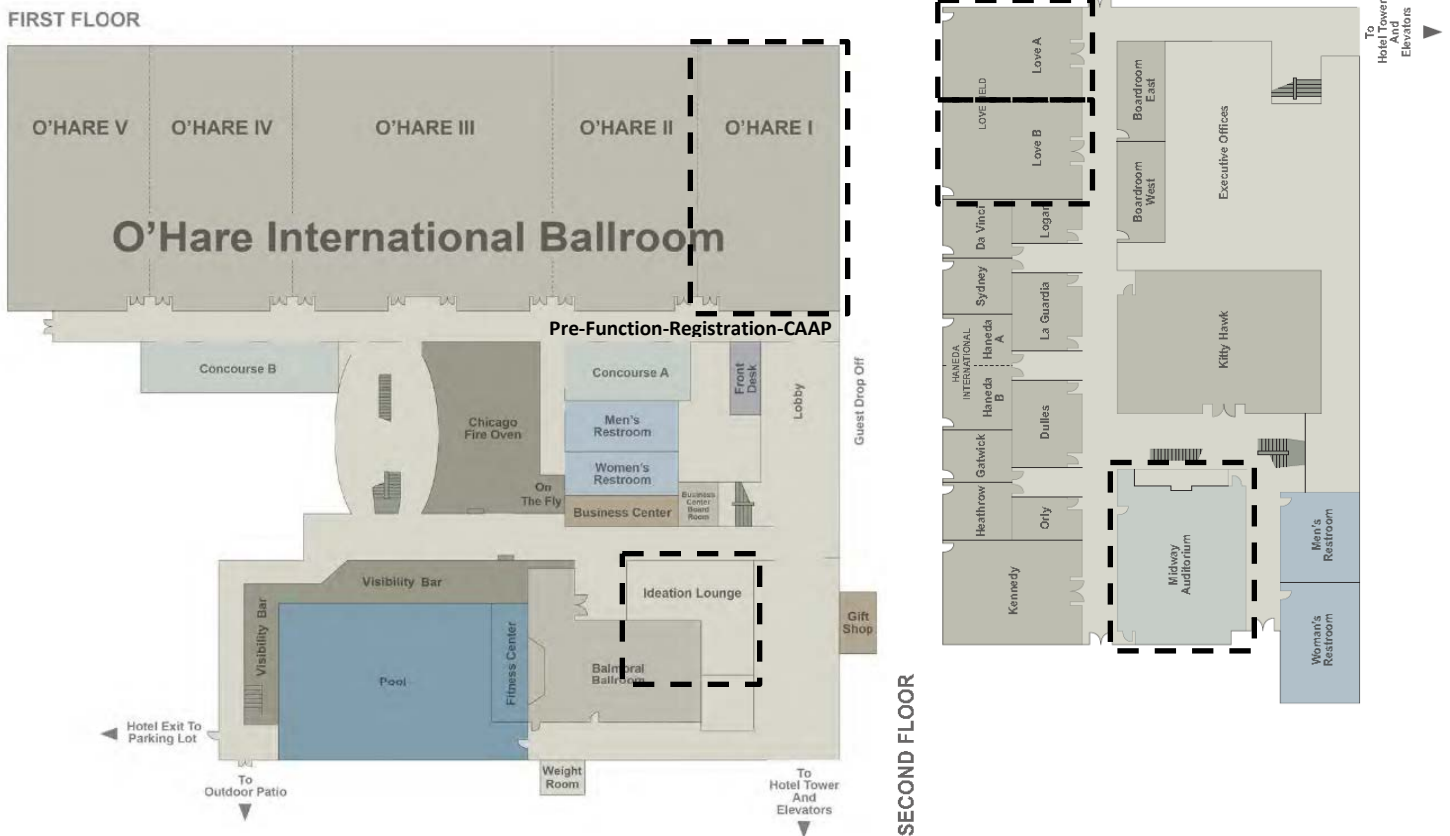 FIRST FLOOR
O'HARE V
O'HARE IV
O'HARE III
O'HARE II
O'HARE I
O'Hare International Ballroom
Pre-Function-Registration-CAAP
Concourse B
Chicago
Fire Oven
Concourse A
Front
Desk
Lobby
Guest Drop Off
Men's
Restroom
Women's
Restroom
On
The Fly
Business Center
Business
Center
Board
Room
Visibility Bar
Visibility Bar
Pool
Fitness Center
Ideation Lounge
Balmoral
Ballroom
Gift
Shop
Hotel Exit To
Parking Lot
To
Outdoor Patio
Weight
Room
To
Hotel Tower
And
Elevators
SECOND FLOOR
To
Hotel Tower
And
Elevators
Love A
LOVE FIELD
Love B
Boardroom
East
Boardroom
West
Executive Offices
Da Vinci
Logan
Sydney
La Guardia
HANEDA
INTERNATIONAL
Haneda
A
Haneda
B
Kitty Hawk
Dulles
Gatwick
Heathrow
Orly
Kennedy
Midway
Auditorium
Men's
Restroom
Woman's
Restroom